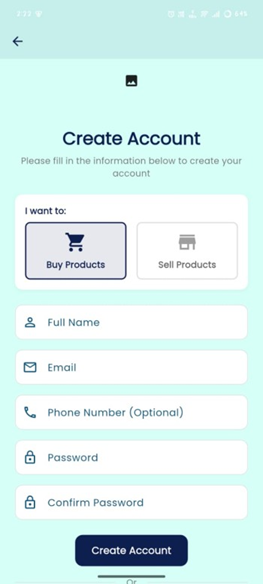 Create Account
Please fill in the information below to create your
account
I want to:
Buy Products
Sell Products
Full Name
Email
Phone Number (Optional)
Password
Confirm Password
Create Account
Or